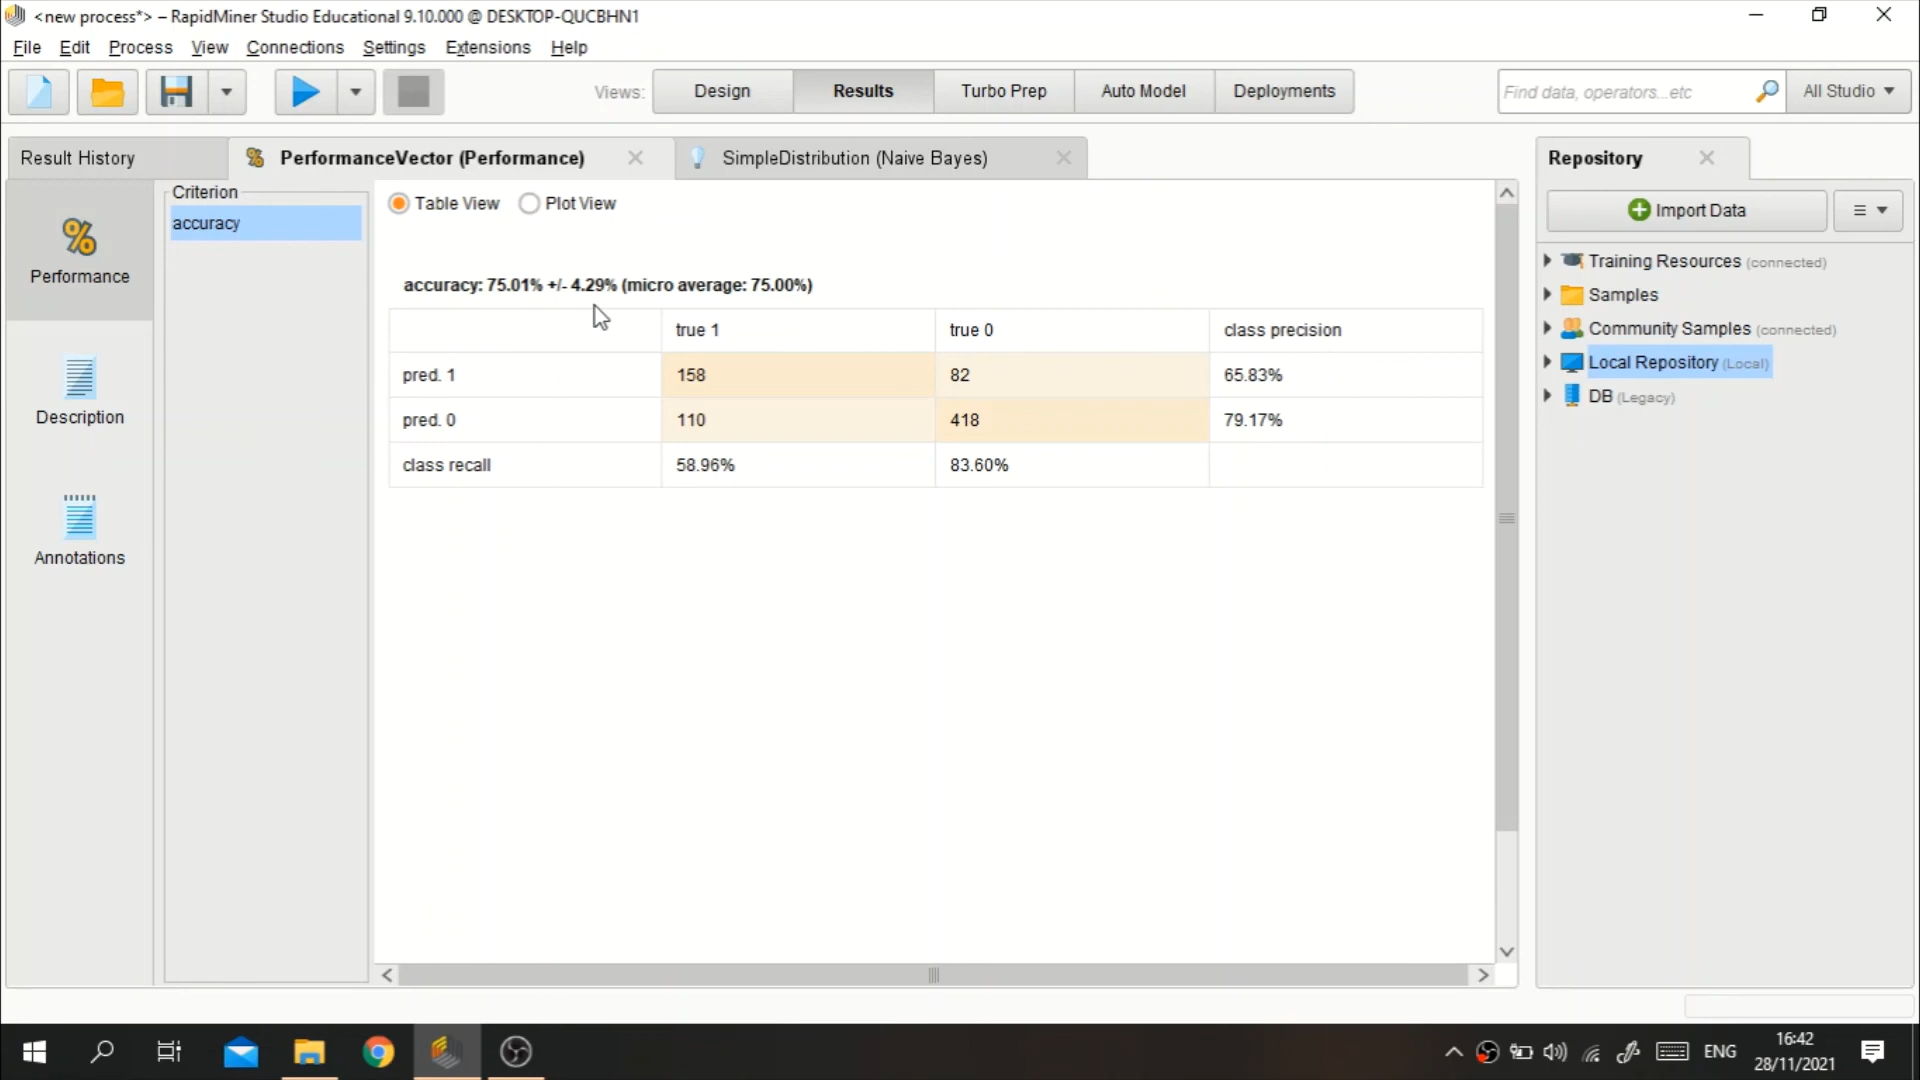 <new process*> – RapidMiner Studio Educational 9.10.000 @ DESKTOP-QUCBHN1
File Edit Process View Connections Settings Extensions Help
Views: Design Results Turbo Prep Auto Model Deployments
Find data, operators...etc
All Studio
Result History
PerformanceVector (Performance)
SimpleDistribution (Naive Bayes)
Repository
Performance
Description
Annotations
Criterion
accuracy
Table View Plot View
accuracy: 75.01% +/- 4.29% (micro average: 75.00%)
true 1 true 0 class precision
pred. 1 158 82 65.83%
pred. 0 110 418 79.17%
class recall 58.96% 83.60%
Import Data
Training Resources (connected)
Samples
Community Samples (connected)
Local Repository (Local)
DB (Legacy)
ENG
16:42
28/11/2021